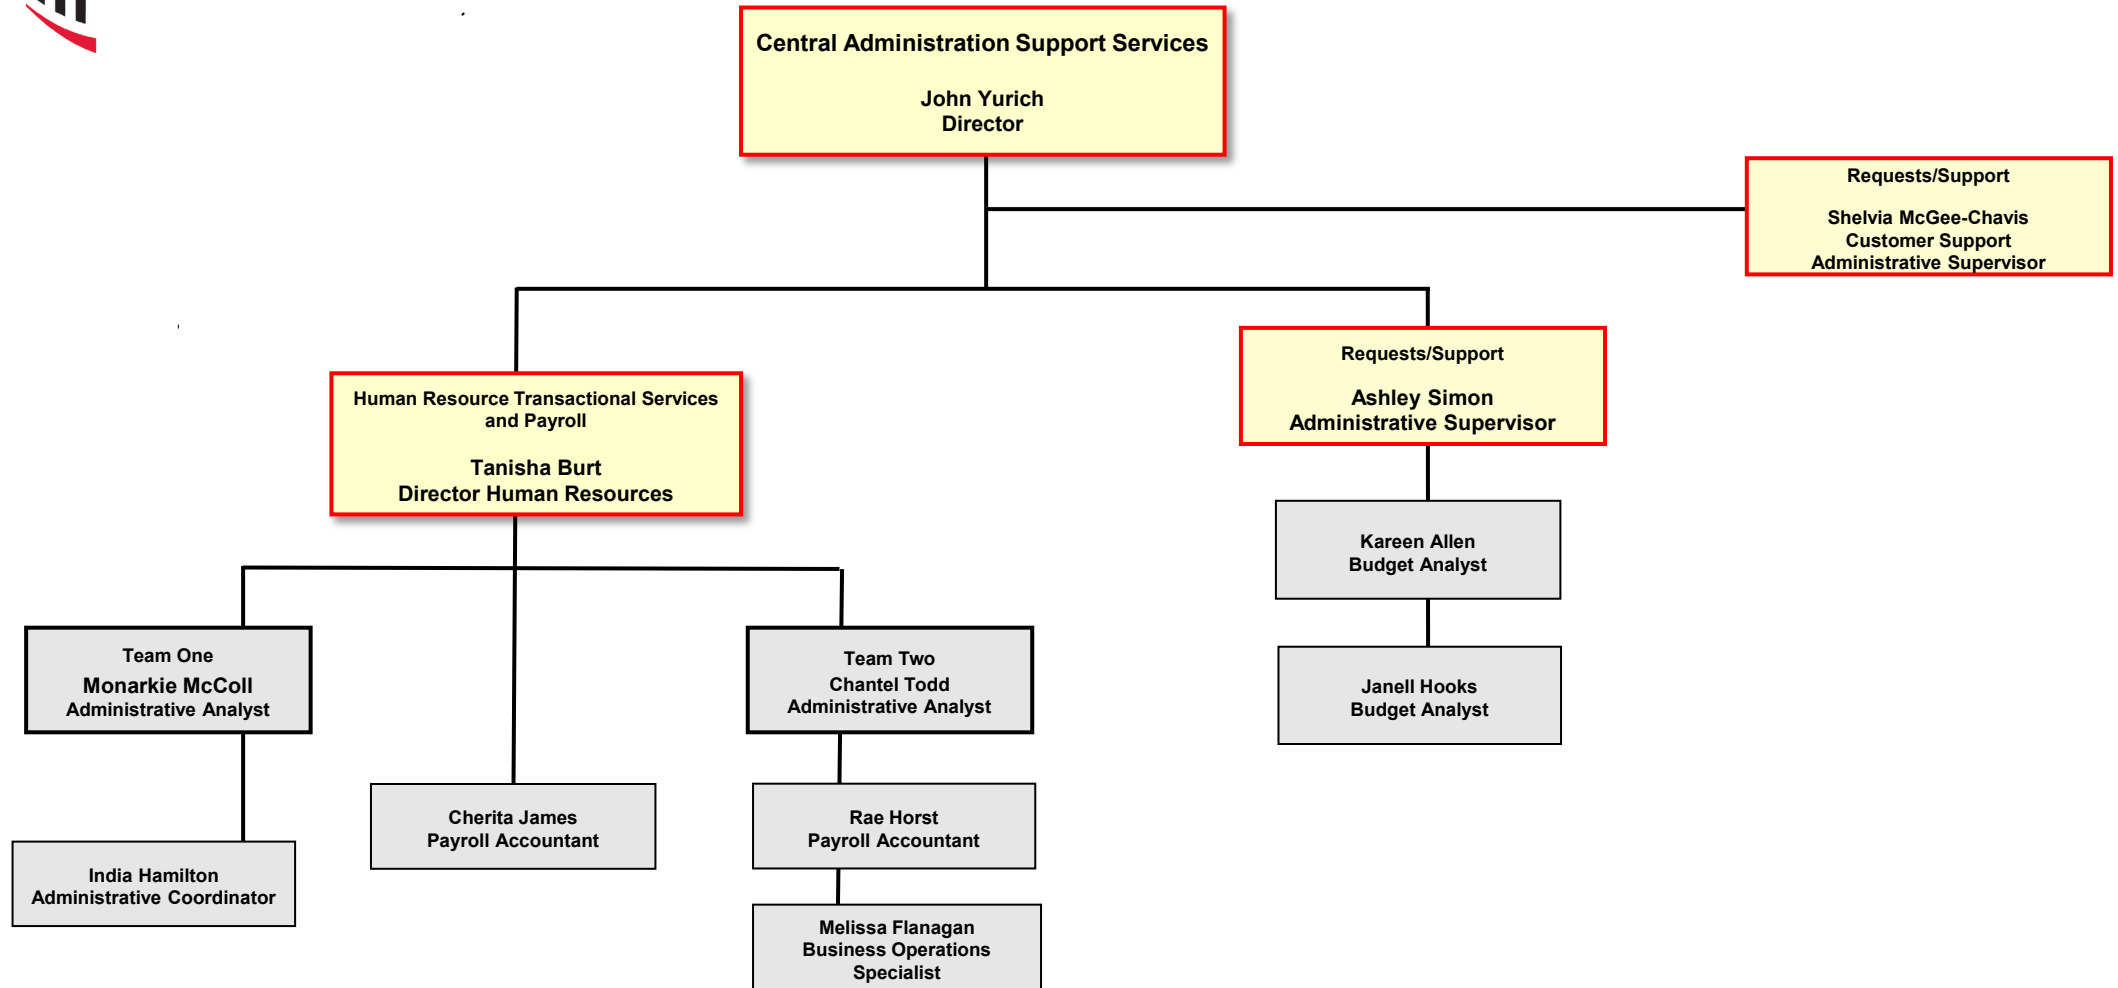 Central Administration Support Services
John Yurich
Director
Requests/Support
Shelvia McGee-Chavis
Customer Support
Administrative Supervisor
Requests/Support
Ashley Simon
Administrative Supervisor
Human Resource Transactional Services
and Payroll
Tanisha Burt
Director Human Resources
Kareen Allen
Budget Analyst
Janell Hooks
Budget Analyst
Team One
Monarkie McColl
Administrative Analyst
Team Two
Chantel Todd
Administrative Analyst
Cherita James
Payroll Accountant
Rae Horst
Payroll Accountant
India Hamilton
Administrative Coordinator
Melissa Flanagan
Business Operations
Specialist